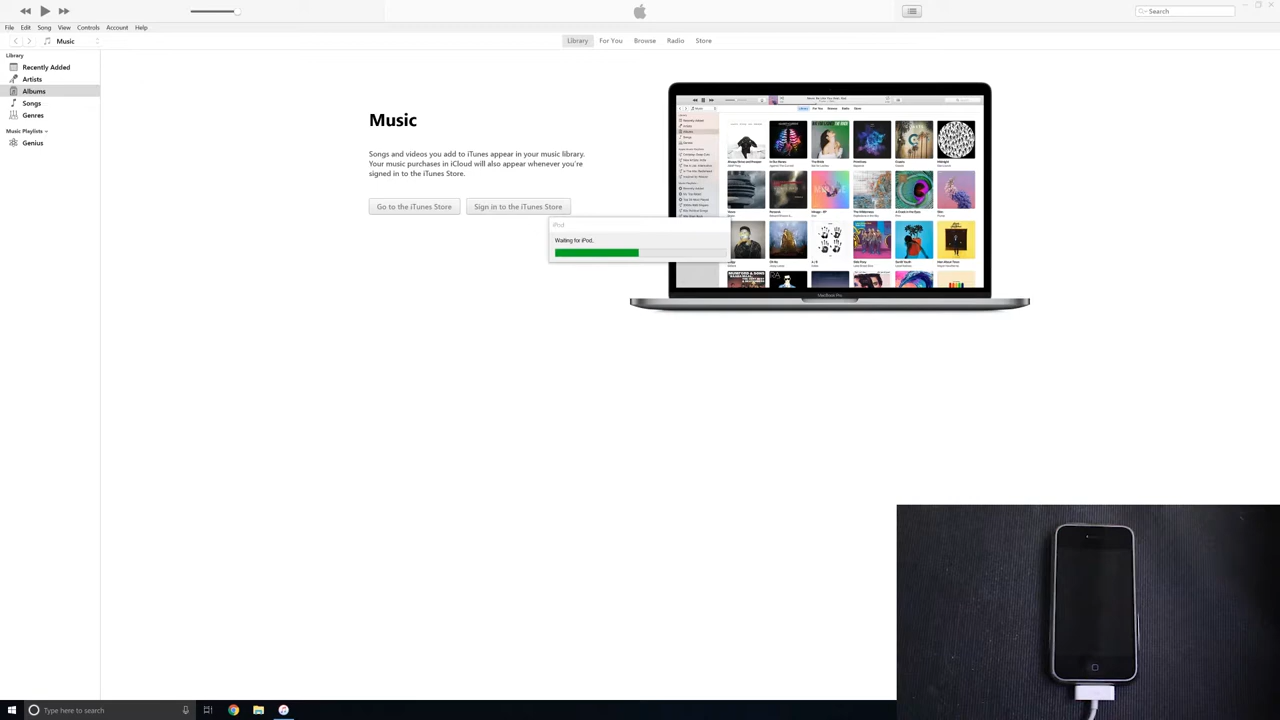 Search
File Edit Song View Controls Account Help
Music
Library For You Browse Radio Store
Library
Recently Added
Artists
Albums
Songs
Genres
Music Playlists
Genius
Music
Songs and videos you add to iTunes appear in your music library.
Your music purchases in iCloud will also appear whenever you're
signed in to the iTunes Store.
Go to the iTunes Store Sign in to the iTunes Store
iPod
Waiting for iPod.
MacBook Pro
Type here to search